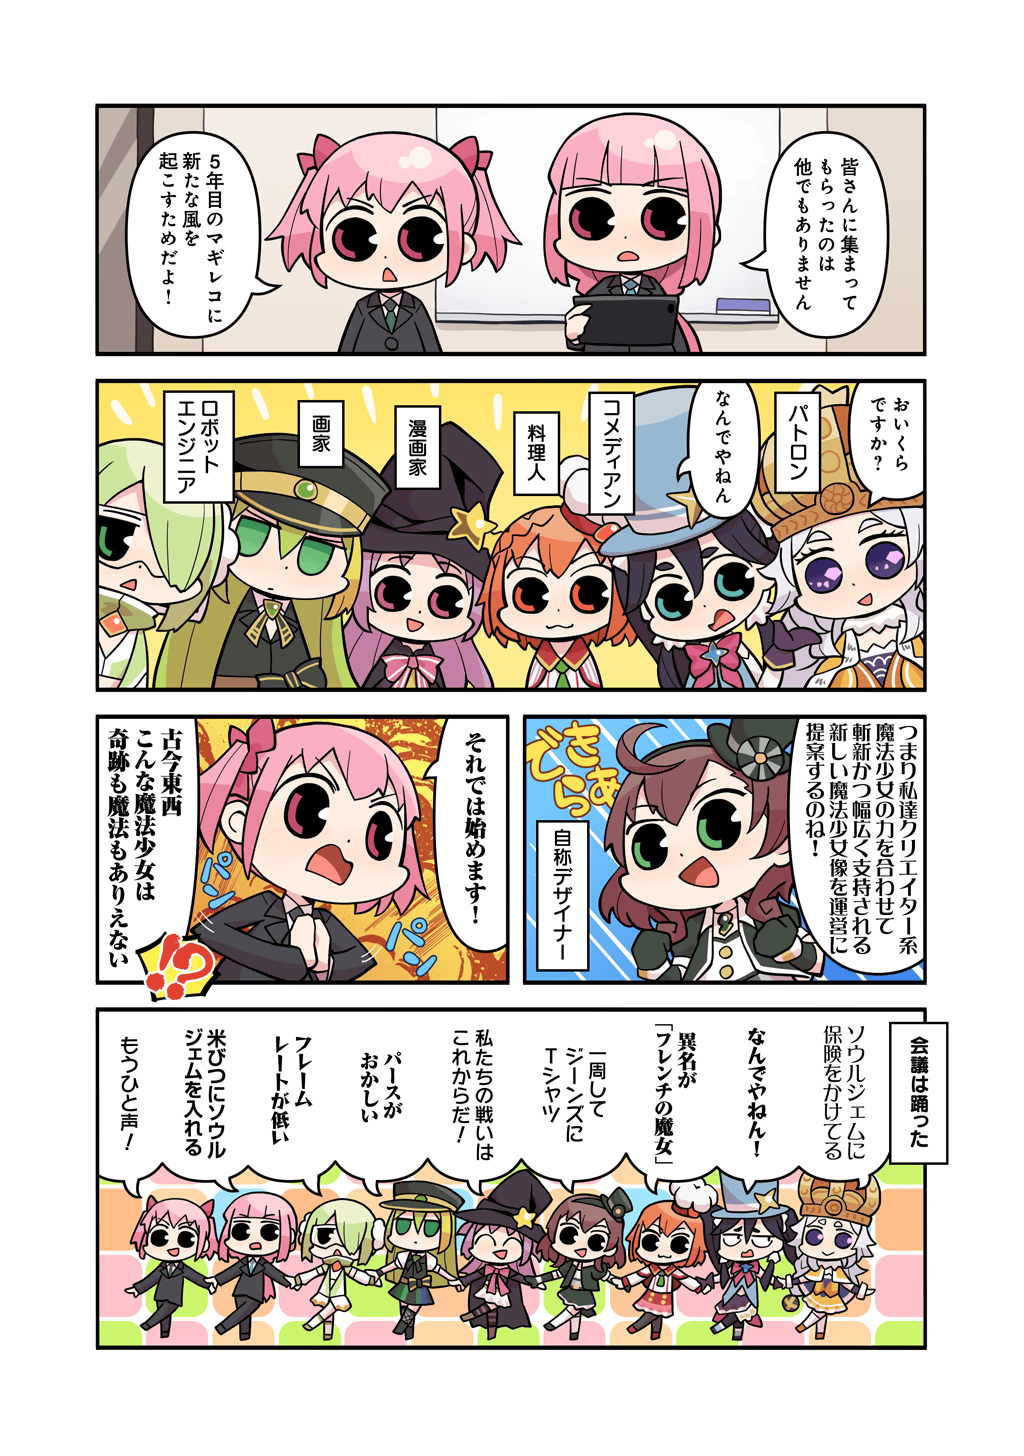 皆さんに集まって
もらったのは
他でもありません
5年目のマギレコに
新たな風を
起こすためだよ!
おいくら
ですか?
パトロン
なんでやねん
コメディアン
料理人
漫画家
画家
ロボット
エンジニア
つまり私達クリエイター系
魔法少女の力を合わせて
斬新かつ幅広く支持される
新しい魔法少女像を運営に
提案するのね!
きあ
でら
自称デザイナー
それでは始めます!
パン
パン
古今東西
こんな魔法少女は
奇跡も魔法もありえない
!?
会議は踊った
ソウルジェムに
保険をかけてる
なんでやねん!
異名が
「フレンチの魔女」
一周して
ジーンズに
Tシャツ
私たちの戦いは
これからだ!
パースが
おかしい
フレーム
レートが低い
米びつにソウル
ジェムを入れる
もうひと声!